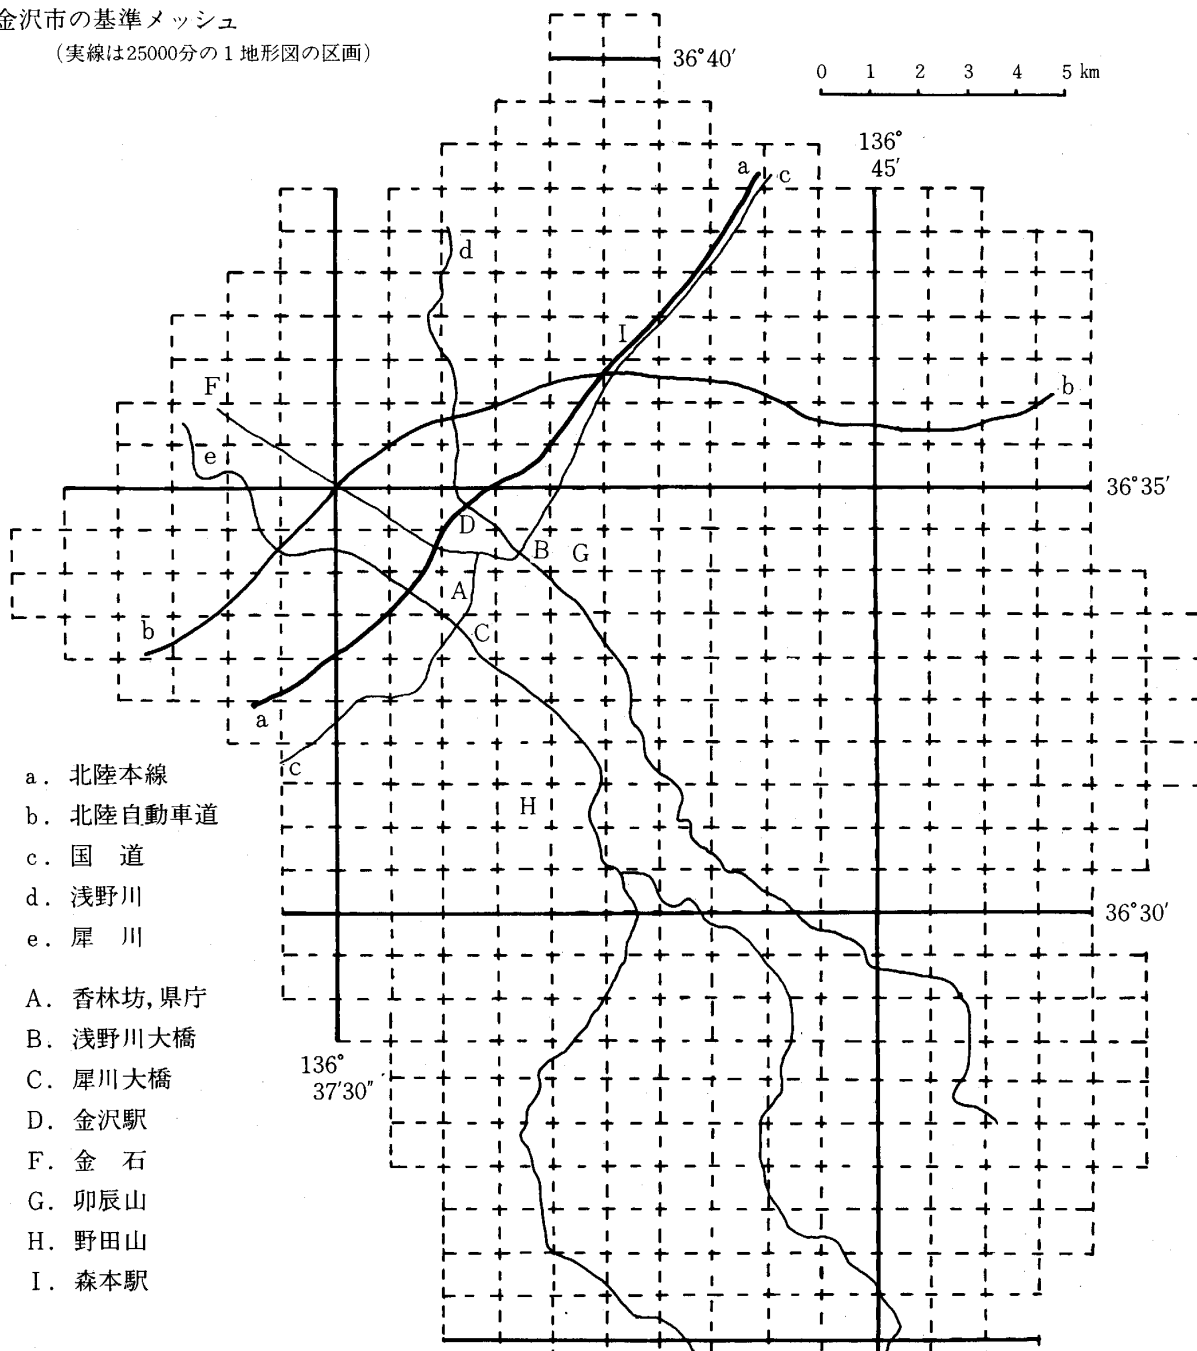 金沢市の基準メッシュ
(実線は25000分の1地形図の区画)
36°40′
0 1 2 3 4 5 km
136°
45′
a c
d
I
F
b
e
36°35′
D
B G
A
b
C
a
c
H
a. 北陸本線
b. 北陸自動車道
c. 国 道
d. 浅野川
e. 犀 川
36°30′
A. 香林坊,県庁
B. 浅野川大橋
C. 犀川大橋
D. 金沢駅
F. 金 石
G. 卯辰山
H. 野田山
I. 森本駅
136°
37′30″